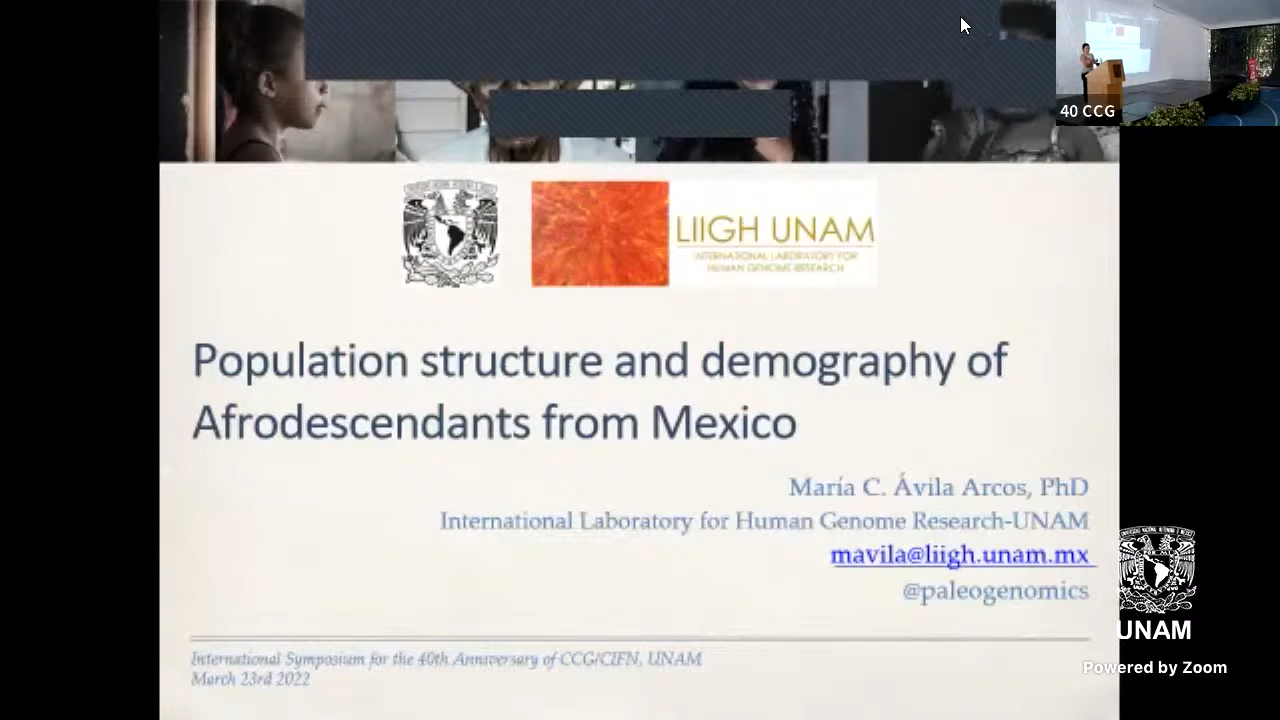 40 CCG
LIIGH UNAM
INTERNATIONAL LABORATORY FOR
HUMAN GENOME RESEARCH
Population structure and demography of
Afrodescendants from Mexico
María C. Ávila Arcos, PhD
International Laboratory for Human Genome Research-UNAM
mavila@liigh.unam.mx
@paleogenomics
International Symposium for the 40th Anniversary of CCG/CIFN, UNAM
March 23rd 2022
UNAM
Powered by Zoom